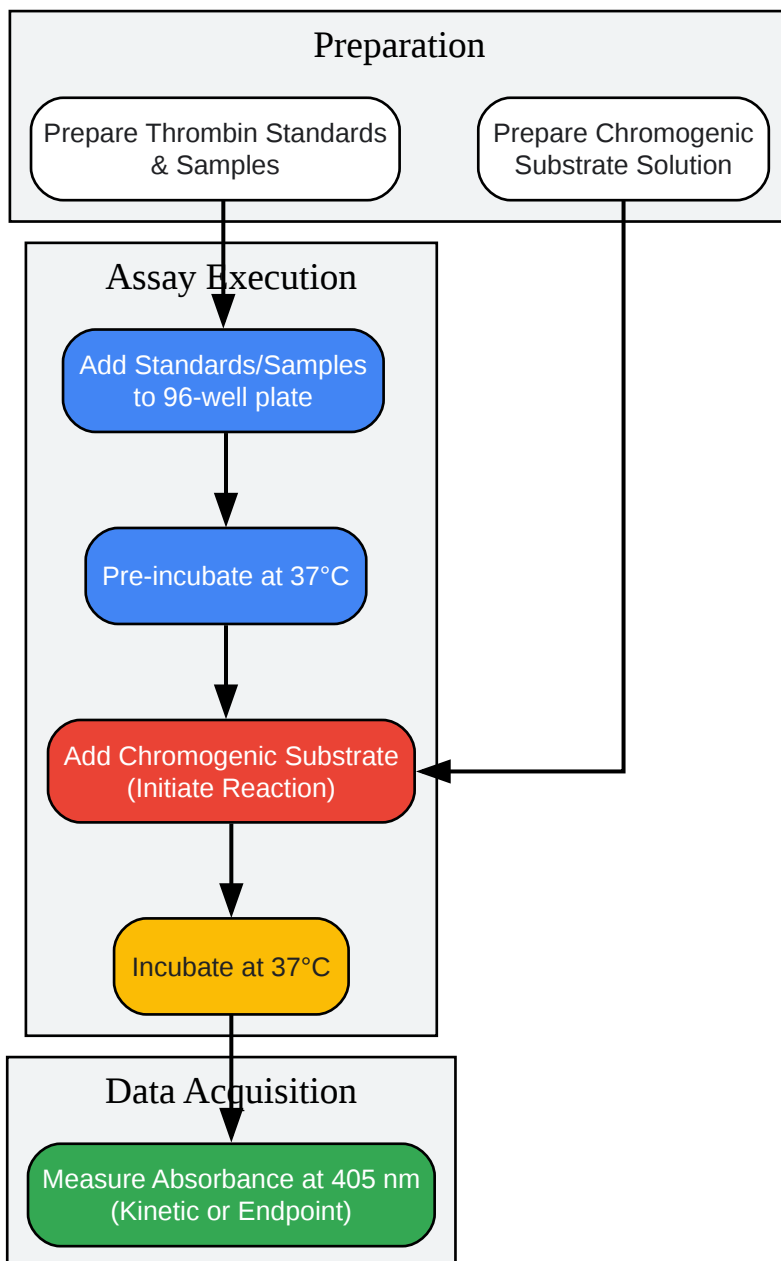 Preparation
Prepare Thrombin Standards
& Samples
Prepare Chromogenic
Substrate Solution
Assay Execution
Add Standards/Samples
to 96-well plate
Pre-incubate at 37°C
Add Chromogenic Substrate
(Initiate Reaction)
Incubate at 37°C
Data Acquisition
Measure Absorbance at 405 nm
(Kinetic or Endpoint)